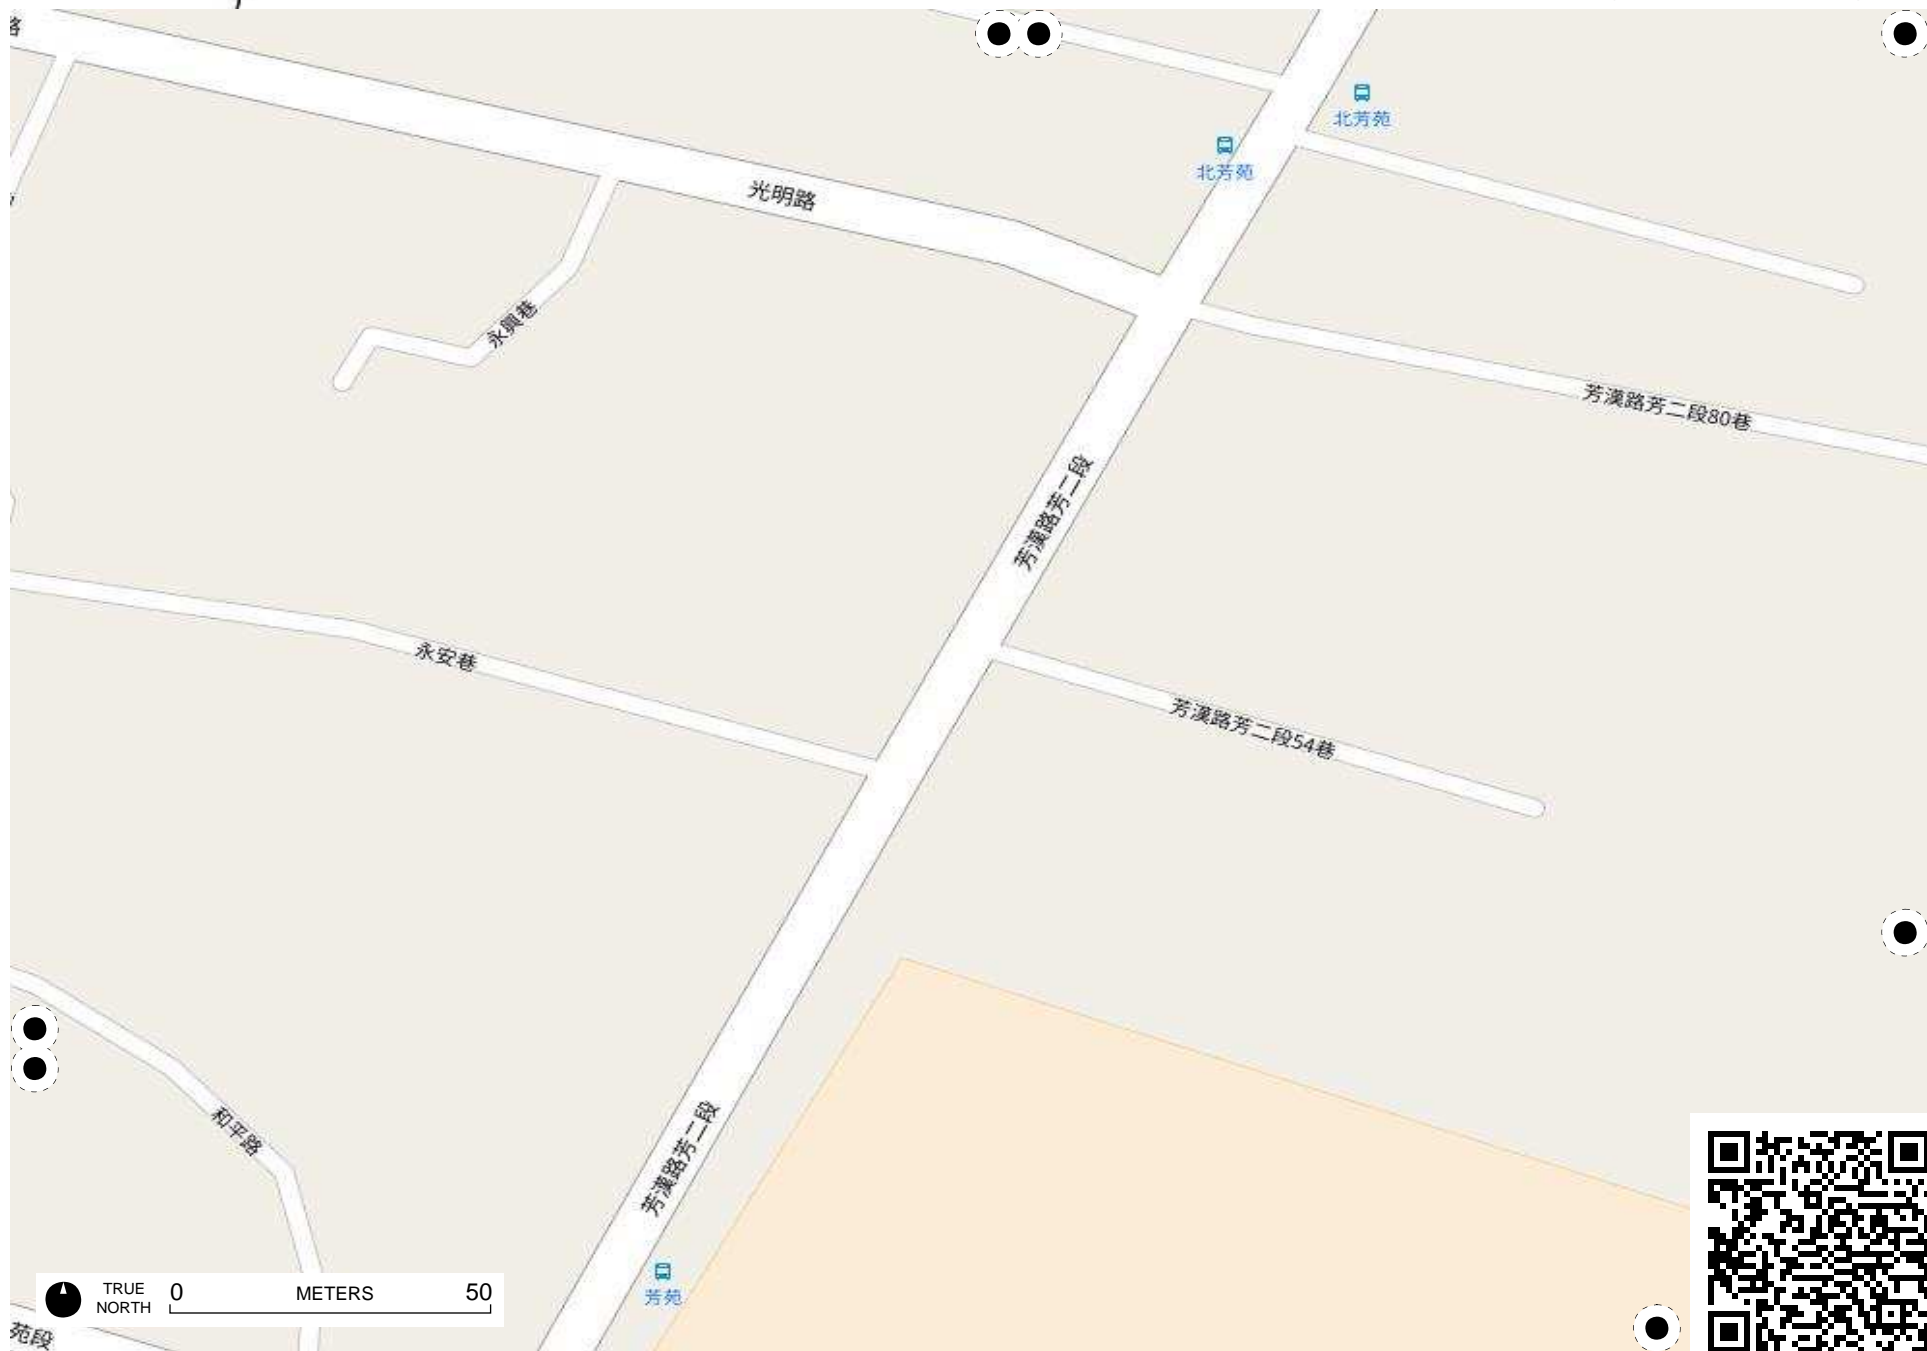 路
北芳苑
北芳苑
光明路
永興巷
芳漢路芳二段80巷
芳漢路芳二段
永安巷
芳漢路芳二段54巷
和平路
芳漢路芳二段
芳苑
TRUE NORTH
0 METERS 50
苑段